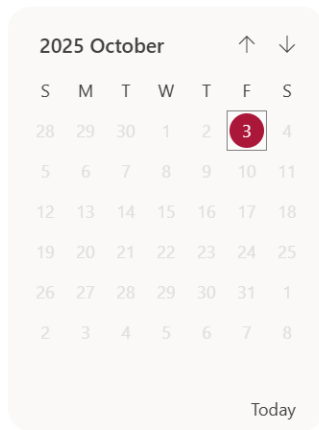 2025 October
S M T W T F S
28 29 30 1 2 3 4
5 6 7 8 9 10 11
12 13 14 15 16 17 18
19 20 21 22 23 24 25
26 27 28 29 30 31 1
2 3 4 5 6 7 8
Today